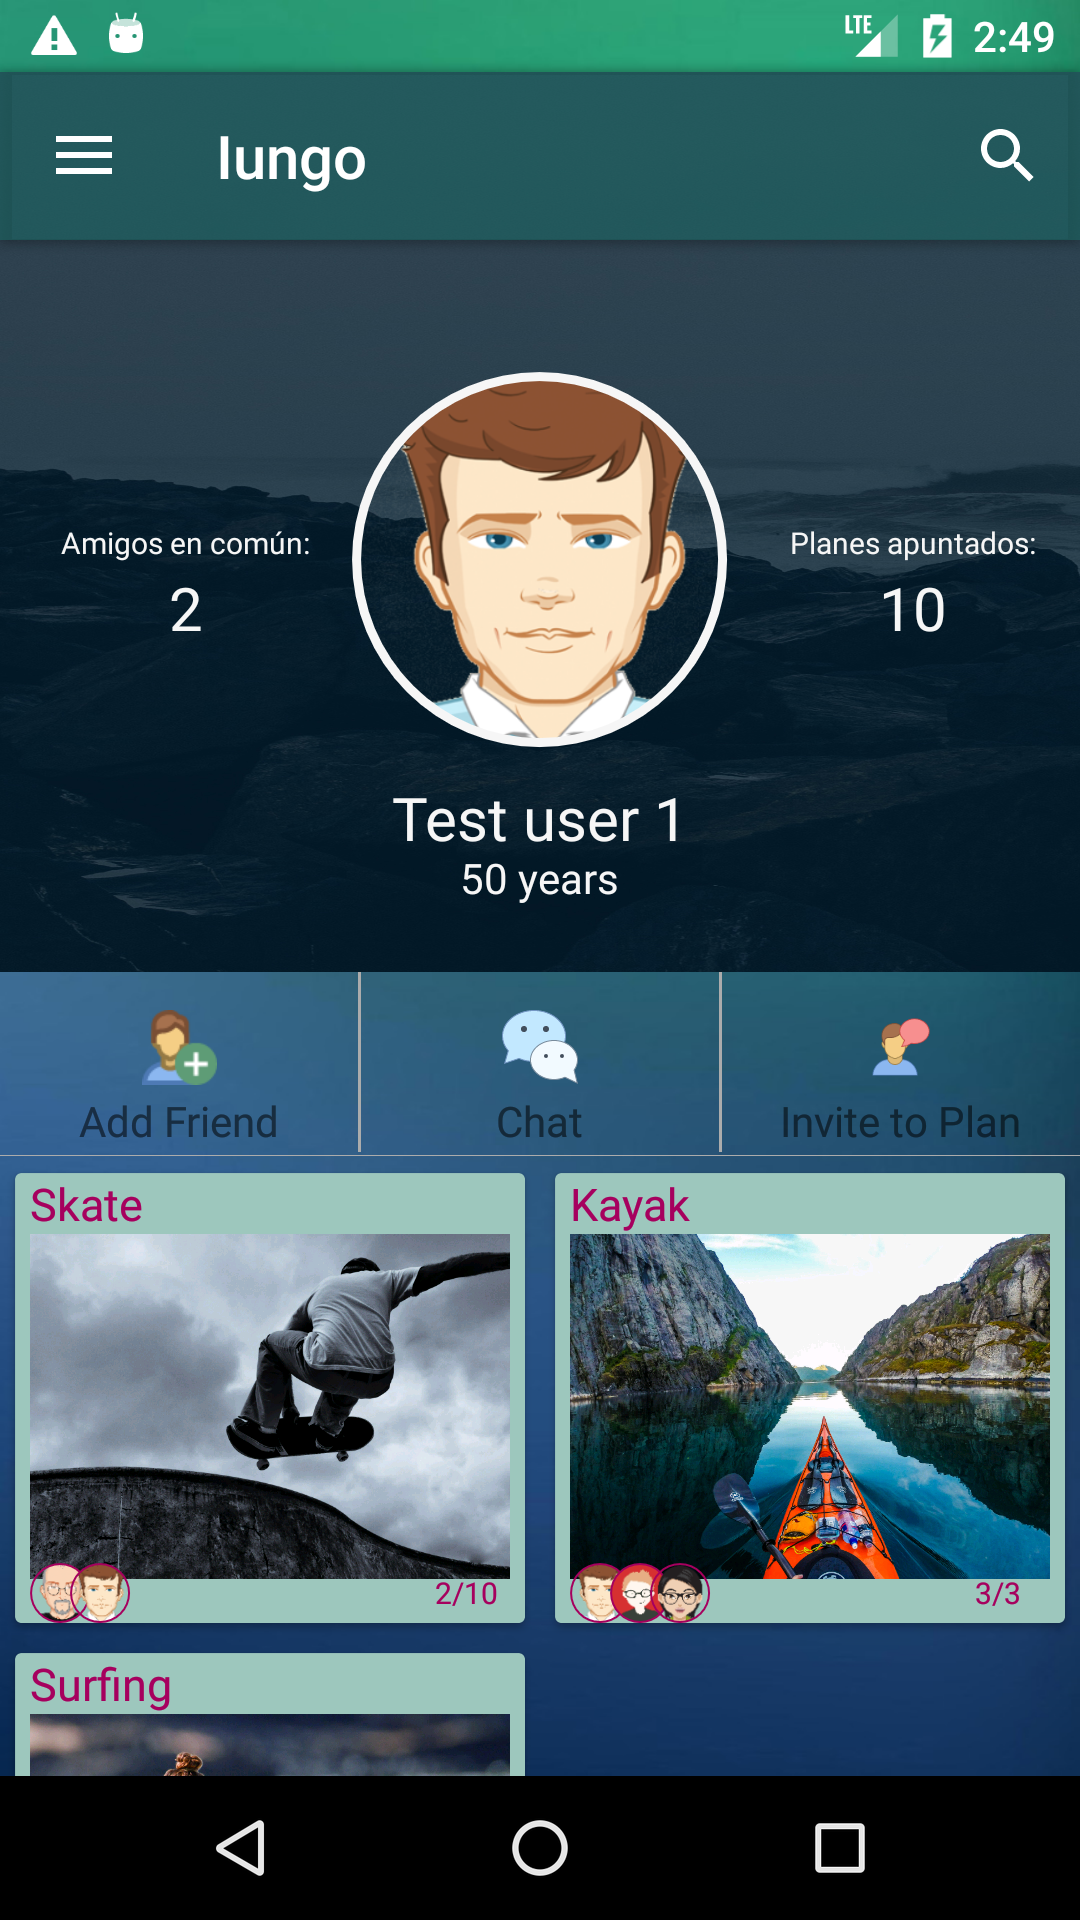 LTE 2:49
Iungo
Amigos en común:
2
Planes apuntados:
10
Test user 1
50 years
Add Friend
Chat
Invite to Plan
Skate
2/10
Kayak
3/3
Surfing